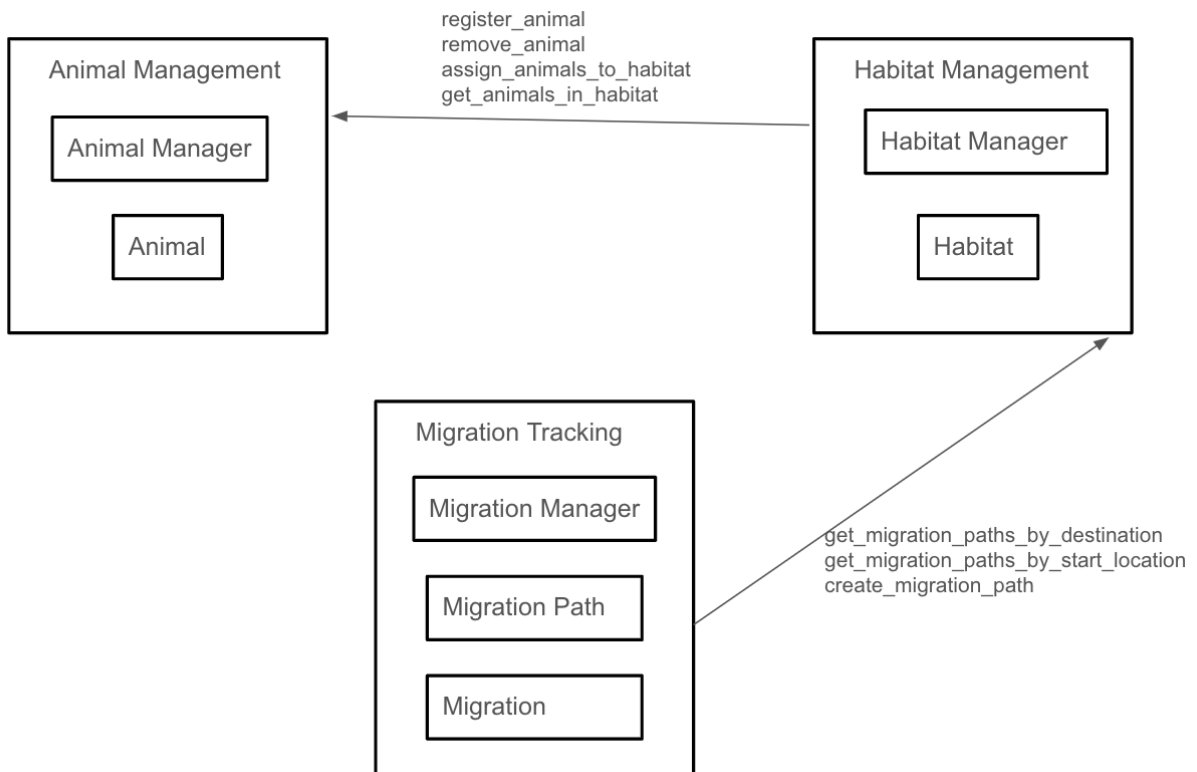 register_animal
remove_animal
assign_animals_to_habitat
get_animals_in_habitat
Animal Management
Animal Manager
Animal
Habitat Management
Habitat Manager
Habitat
Migration Tracking
Migration Manager
Migration Path
Migration
get_migration_paths_by_destination
get_migration_paths_by_start_location
create_migration_path